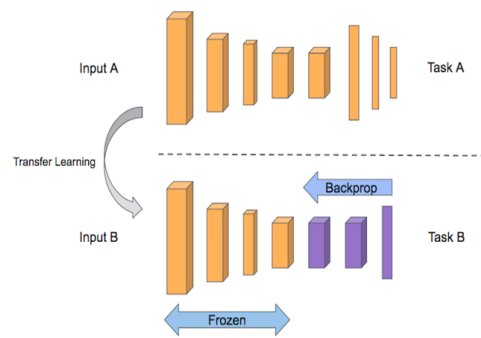 Input A
Task A
Transfer Learning
Backprop
Input B
Task B
Frozen